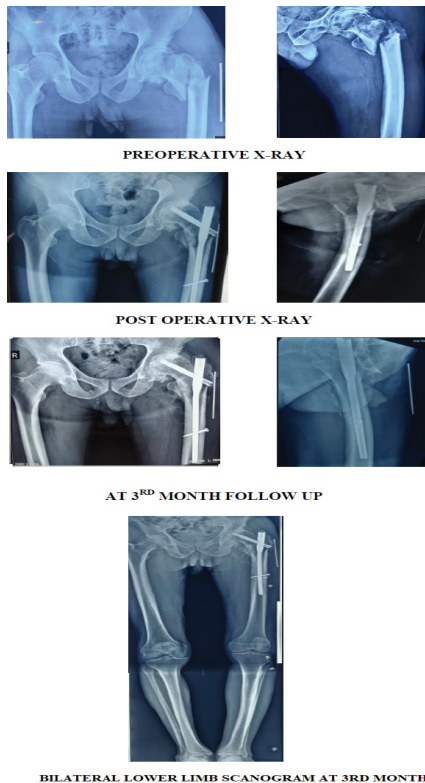 PREOPERATIVE X-RAY
POST OPERATIVE X-RAY
R
AT 3RD MONTH FOLLOW UP
BILATERAL LOWER LIMB SCANOGRAM AT 3RD MONTH